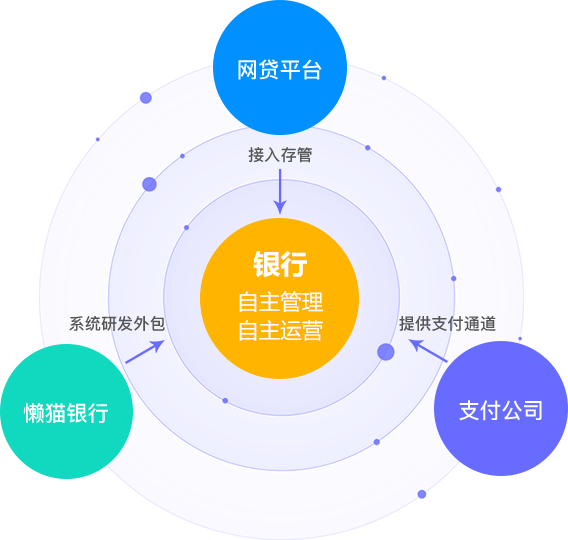 网贷平台
接入存管
银行
自主管理
自主运营
系统研发外包
提供支付通道
懒猫银行
支付公司